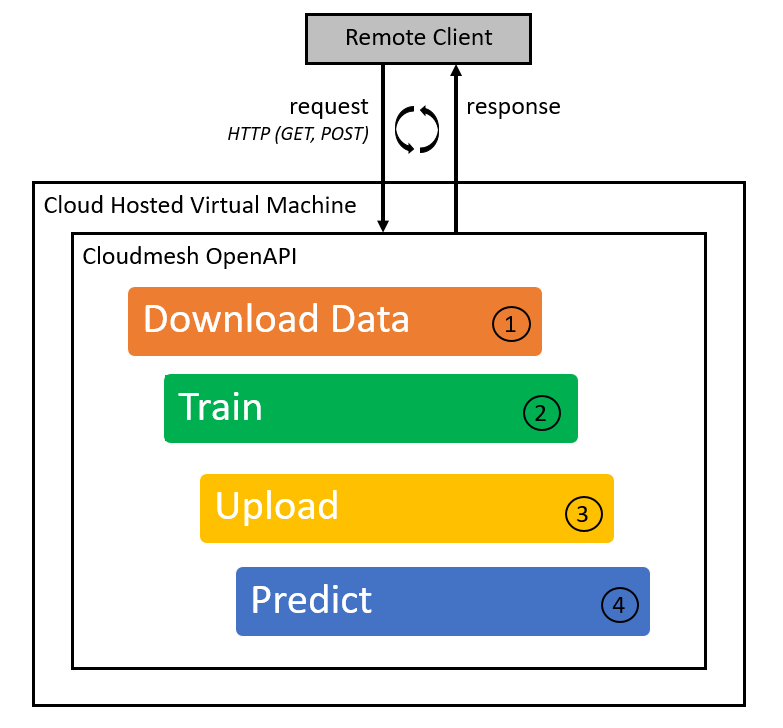 Remote Client
request
response
HTTP (GET, POST)
Cloud Hosted Virtual Machine
Cloudmesh OpenAPI
Download Data 1
Train 2
Upload 3
Predict 4